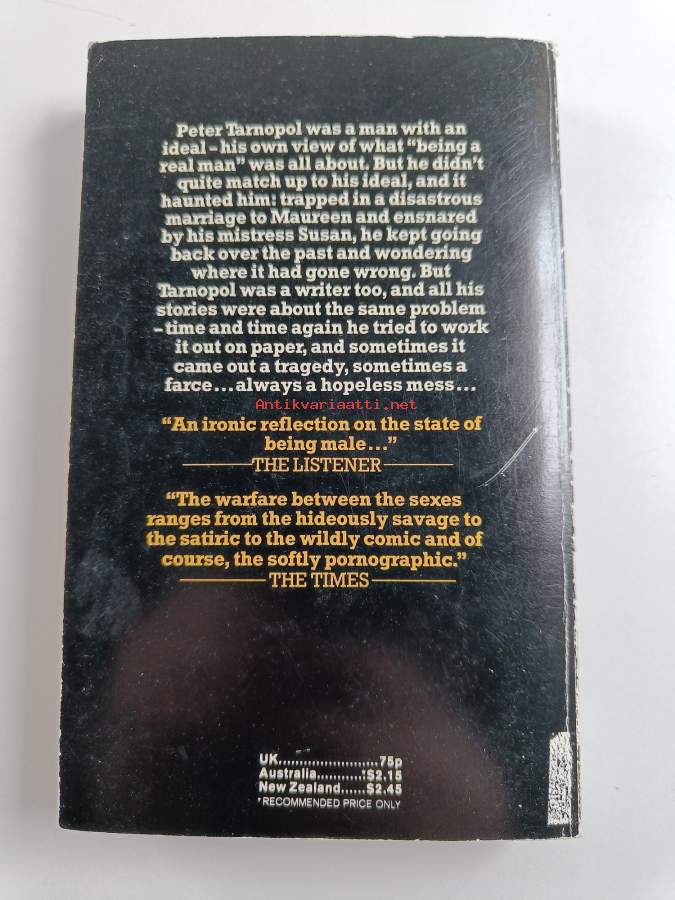 Peter Tarnopol was a man with an
ideal – his own view of what "being a
real man" was all about. But he didn't
quite match up to his ideal, and it
haunted him: trapped in a disastrous
marriage to Maureen and ensnared
by his mistress Susan, he kept going
back over the past and wondering
where it had gone wrong. But
Tarnopol was a writer too, and all his
stories were about the same problem
– time and time again he tried to work
it out on paper, and sometimes it
came out a tragedy, sometimes a
farce...always a hopeless mess...
Antikvariaatti.net
"An ironic reflection on the state of
being male..."
THE LISTENER
"The warfare between the sexes
ranges from the hideously savage to
the satiric to the wildly comic and of
course, the softly pornographic."
THE TIMES
UK........................75p
Australia...........*$2.15
New Zealand......$2.45
*RECOMMENDED PRICE ONLY